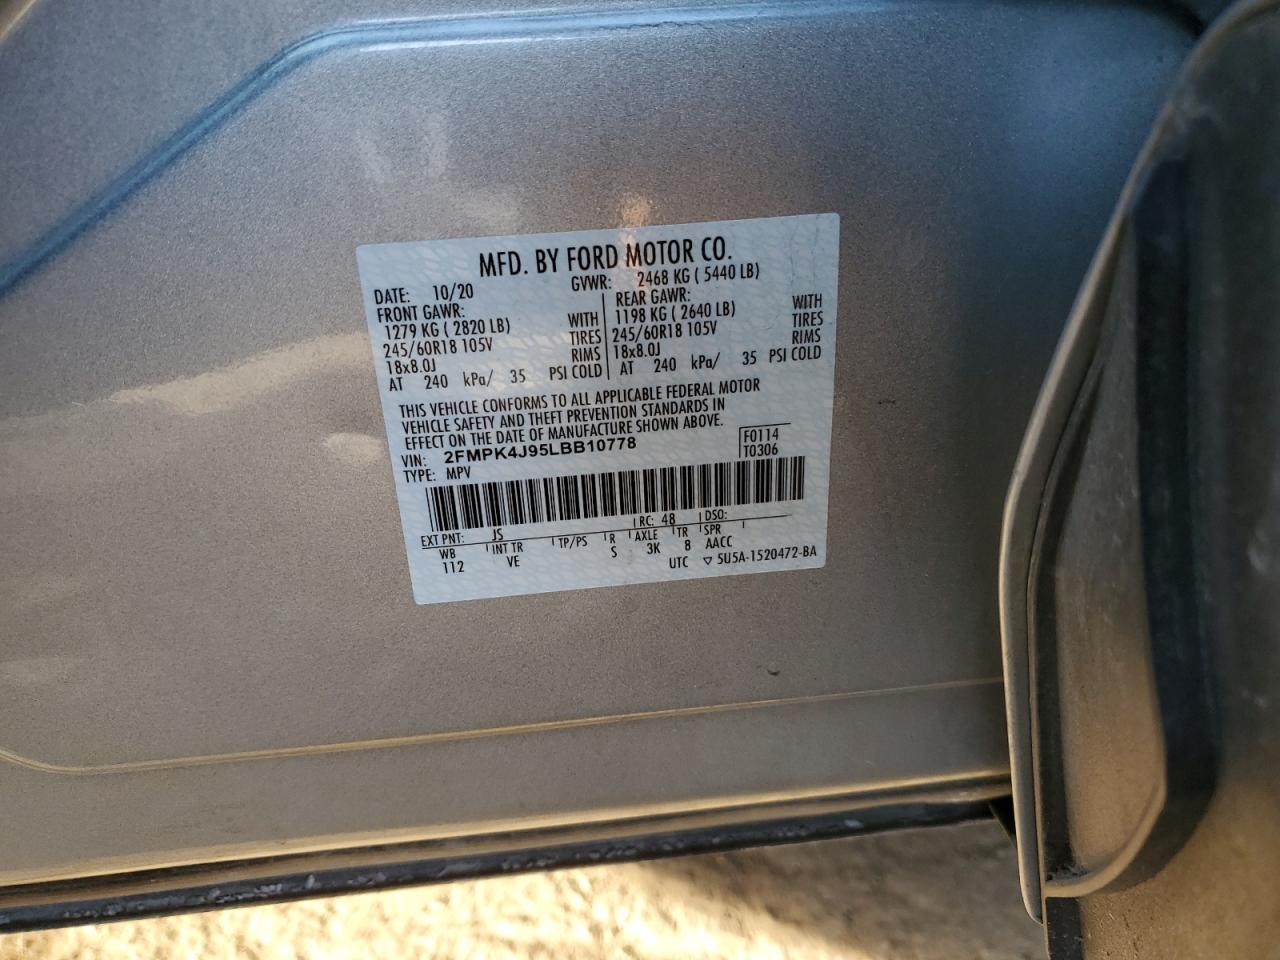 MFD. BY FORD MOTOR CO.
DATE: 10/20 GVWR: 2468 KG ( 5440 LB)
FRONT GAWR: REAR GAWR:
1279 KG ( 2820 LB) WITH 1198 KG ( 2640 LB) WITH
245/60R18 105V TIRES 245/60R18 105V TIRES
18x8.0J RIMS 18x8.0J RIMS
AT 240 kPa/ 35 PSI COLD AT 240 kPa/ 35 PSI COLD
THIS VEHICLE CONFORMS TO ALL APPLICABLE FEDERAL MOTOR
VEHICLE SAFETY AND THEFT PREVENTION STANDARDS IN
EFFECT ON THE DATE OF MANUFACTURE SHOWN ABOVE.
VIN: 2FMPK4J95LBB10778 F0114
TYPE: MPV T0306
EXT PNT: JS RC: 48 DSO:
WB INT TR TP/PS R AXLE TR SPR
112 VE S 3K 8 AACC
UTC ▽ 5U5A-1520472-BA